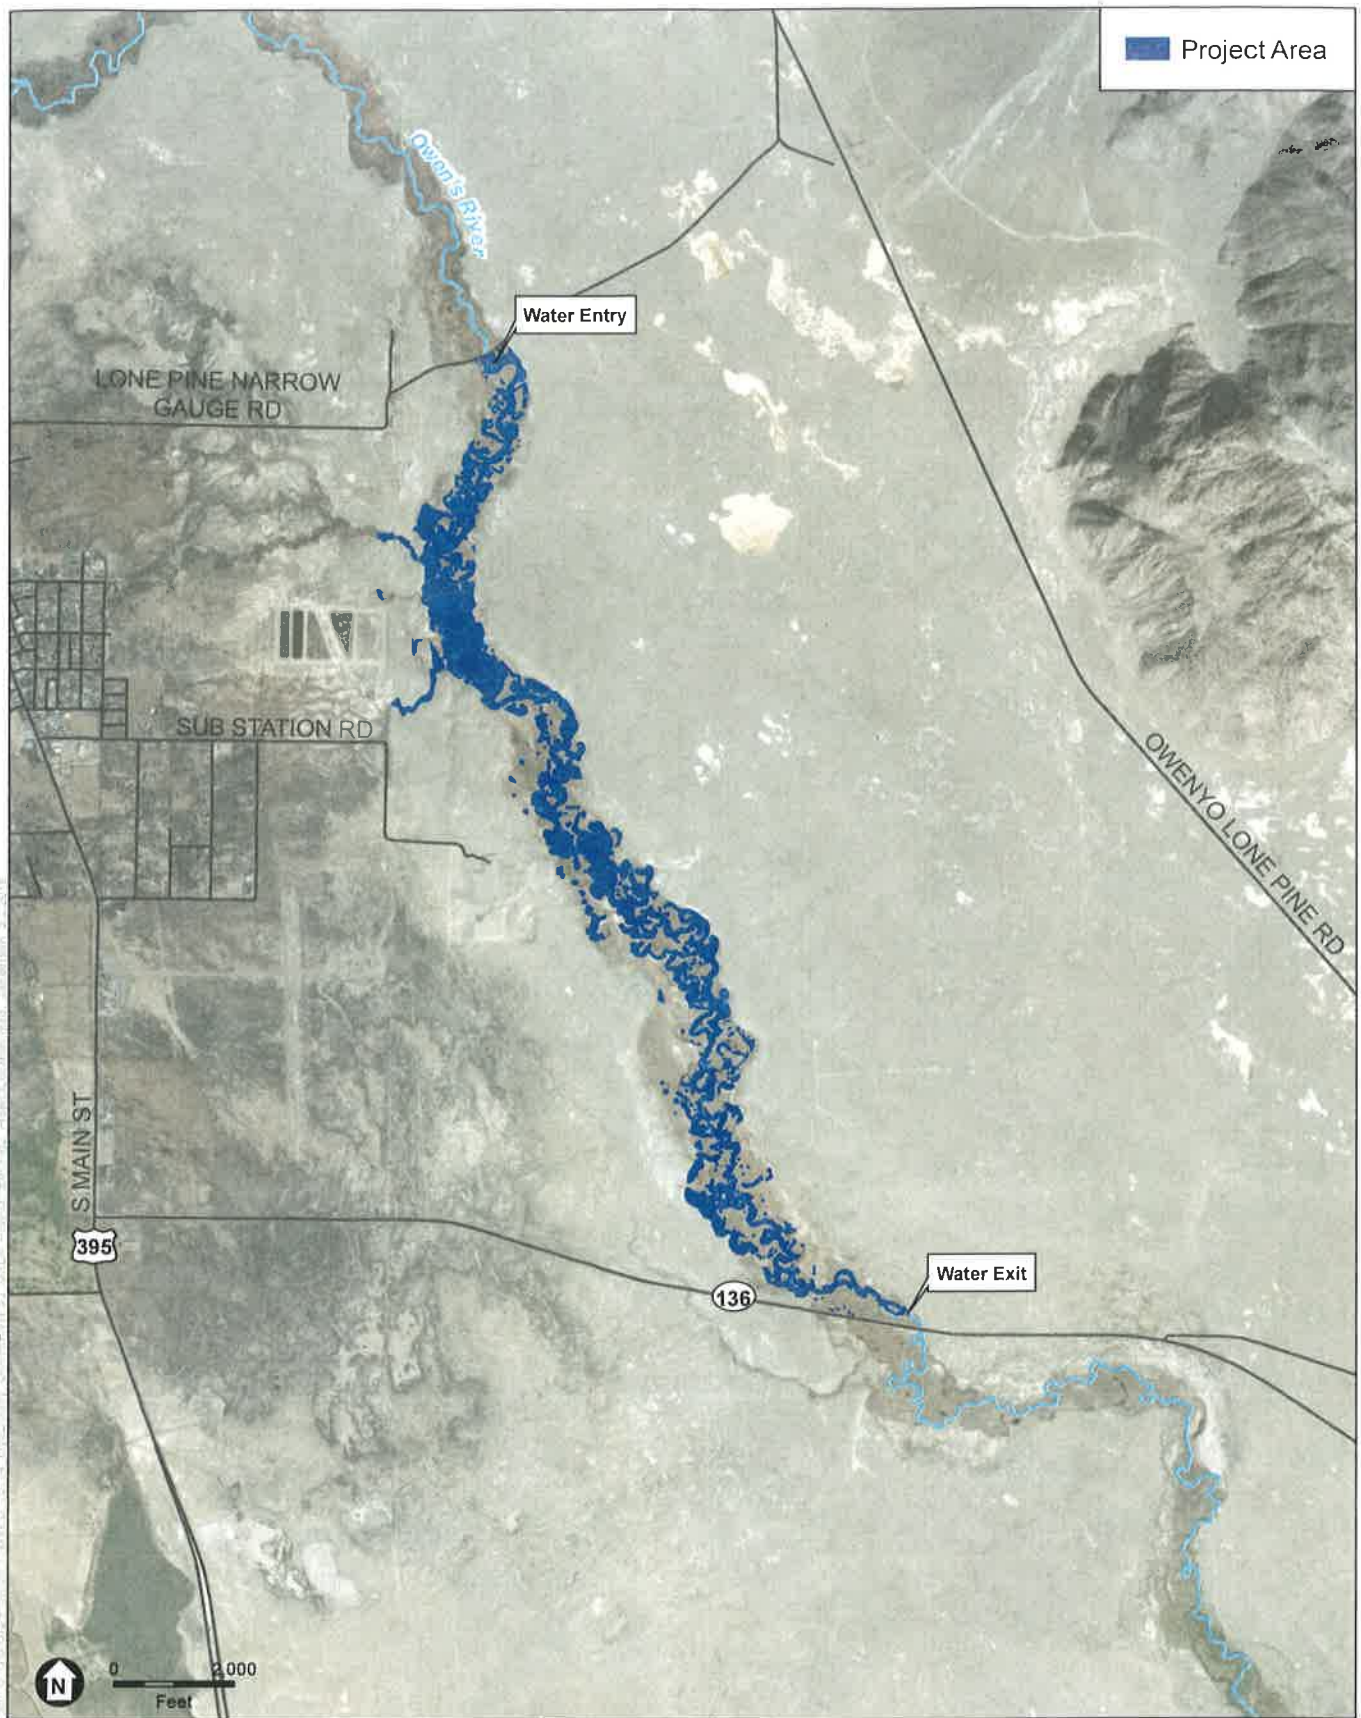 Project Area
Owen's River
Water Entry
LONE PINE NARROW
GAUGE RD
SUB STATION RD
OWENYO LONE PINE RD
S MAIN ST
395
136
Water Exit
N
0 2,000
Feet